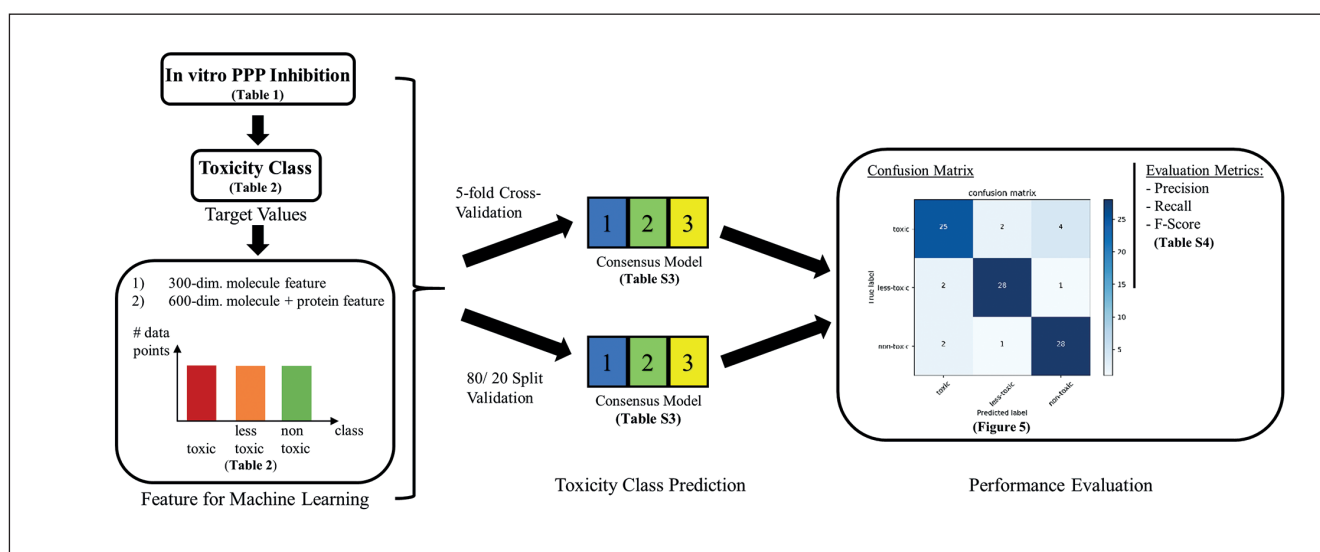 In vitro PPP Inhibition
(Table 1)
Toxicity Class
(Table 2)
Target Values
1) 300-dim. molecule feature
2) 600-dim. molecule + protein feature
# data
points
toxic
less
toxic
non
toxic
class
(Table 2)
Feature for Machine Learning
5-fold Cross-
Validation
1 2 3
Consensus Model
(Table S3)
80/ 20 Split
Validation
1 2 3
Consensus Model
(Table S3)
Toxicity Class Prediction
Confusion Matrix
confusion matrix
True label
toxic
less-toxic
non-toxic
25 2 4
2 28 1
2 1 28
toxic
less-toxic
non-toxic
Predicted label
25
20
15
10
5
(Figure 5)
Evaluation Metrics:
- Precision
- Recall
- F-Score
(Table S4)
Performance Evaluation